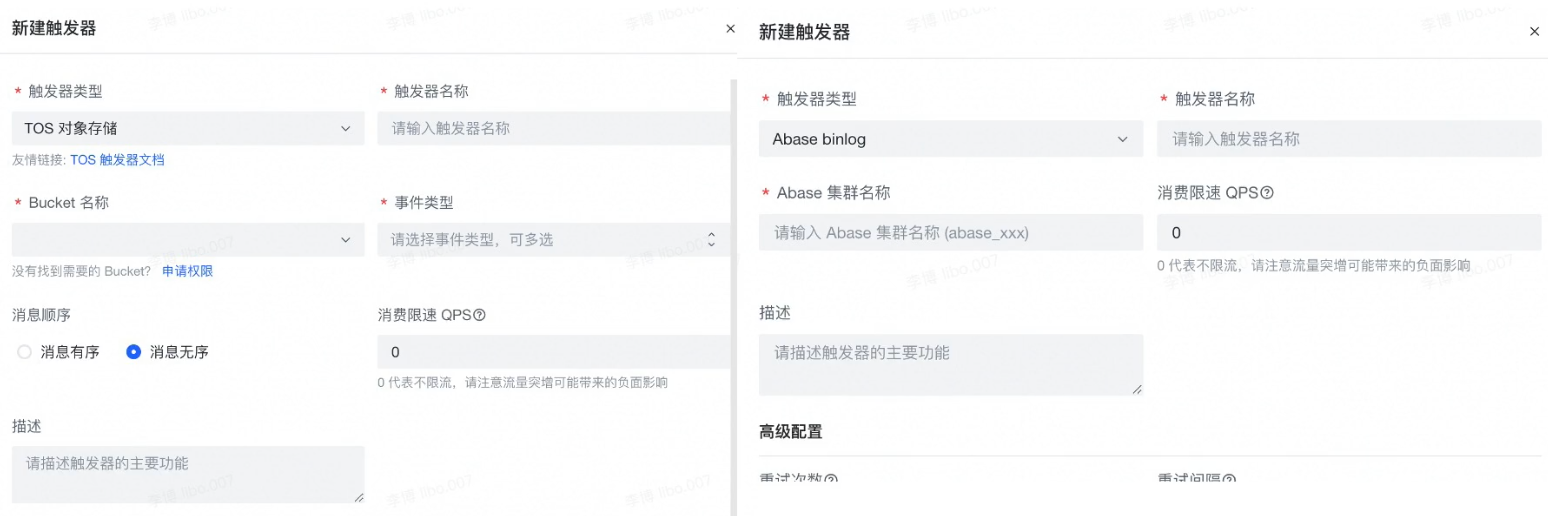 新建触发器
* 触发器类型
* 触发器名称
TOS 对象存储
请输入触发器名称
友情链接: TOS 触发器文档
* Bucket 名称
* 事件类型
请选择事件类型，可多选
没有找到需要的 Bucket? 申请权限
消息顺序
消费限速 QPS
消息有序
消息无序
0
0 代表不限流，请注意流量突增可能带来的负面影响
描述
请描述触发器的主要功能
新建触发器
* 触发器类型
* 触发器名称
Abase binlog
请输入触发器名称
* Abase 集群名称
消费限速 QPS
请输入 Abase 集群名称 (abase_xxx)
0
0 代表不限流，请注意流量突增可能带来的负面影响
描述
请描述触发器的主要功能
高级配置
重试次数
重试间隔
李博 libo.007